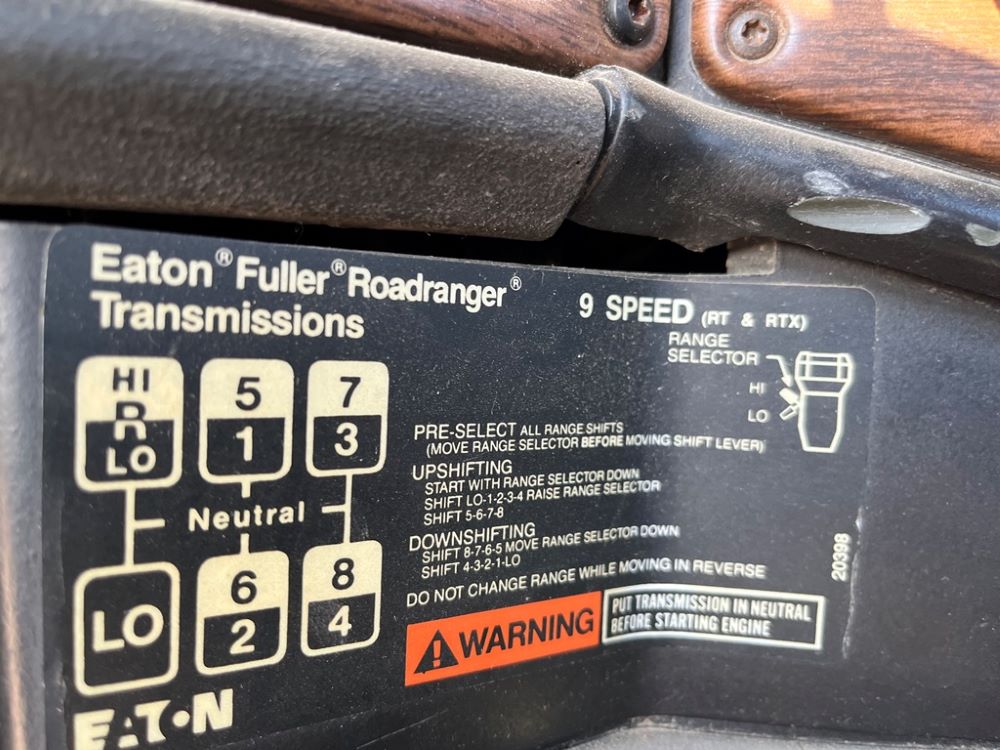 Eaton® Fuller® Roadranger®
Transmissions
9 SPEED (RT & RTX)
RANGE
SELECTOR
HI
LO
HI
R
LO
5
1
7
3
Neutral
LO
6
2
8
4
PRE-SELECT ALL RANGE SHIFTS
(MOVE RANGE SELECTOR BEFORE MOVING SHIFT LEVER)
UPSHIFTING
START WITH RANGE SELECTOR DOWN
SHIFT LO-1-2-3-4 RAISE RANGE SELECTOR
SHIFT 5-6-7-8
DOWNSHIFTING
SHIFT 8-7-6-5 MOVE RANGE SELECTOR DOWN
SHIFT 4-3-2-1-LO
DO NOT CHANGE RANGE WHILE MOVING IN REVERSE
WARNING
PUT TRANSMISSION IN NEUTRAL
BEFORE STARTING ENGINE
20398
EATON